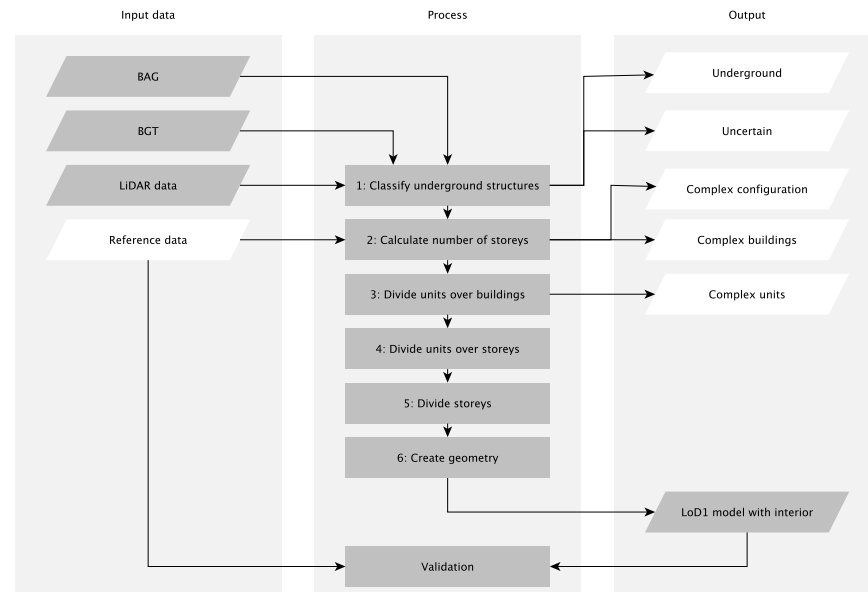 Input data
Process
Output
BAG
Underground
BGT
Uncertain
LiDAR data
1: Classify underground structures
Complex configuration
Reference data
2: Calculate number of storeys
Complex buildings
3: Divide units over buildings
Complex units
4: Divide units over storeys
5: Divide storeys
6: Create geometry
LoD1 model with interior
Validation